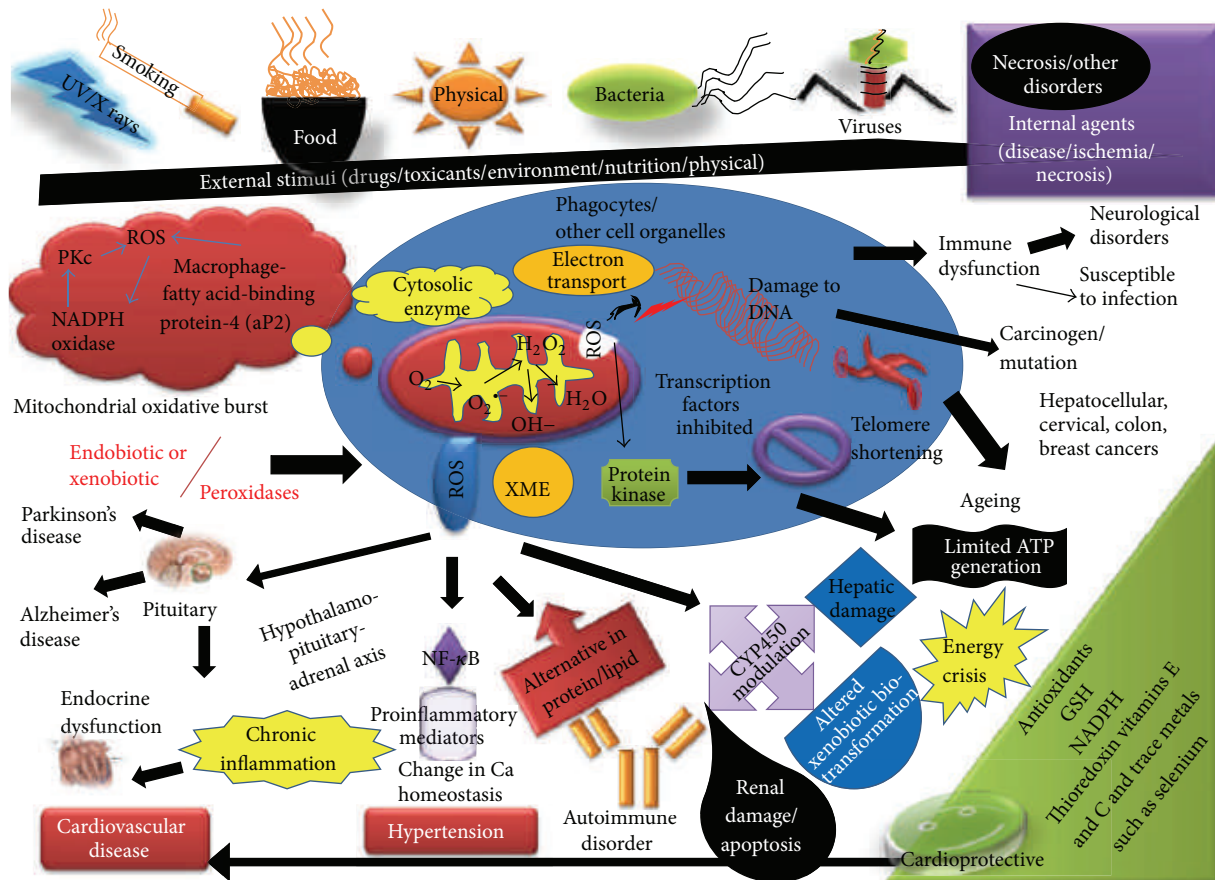 UV/X rays
Smoking
Food
Physical
Bacteria
Viruses
Necrosis/other
disorders
Internal agents
(disease/ischemia/
necrosis)
External stimuli (drugs/toxicants/environment/nutrition/physical)
ROS
PKc
Macrophage-
fatty acid-binding
protein-4 (aP2)
NADPH
oxidase
Mitochondrial oxidative burst
Phagocytes/
other cell organelles
Cytosolic
enzyme
Electron
transport
Damage to
DNA
ROS
O₂
O₂•−
H₂O₂
H₂O
OH−
ROS
XME
Protein
kinase
Transcription
factors
inhibited
Telomere
shortening
Immune
dysfunction
Neurological
disorders
Susceptible
to infection
Carcinogen/
mutation
Hepatocellular,
cervical, colon,
breast cancers
Ageing
Endobiotic or
xenobiotic
Peroxidases
Parkinson's
disease
Alzheimer's
disease
Pituitary
Hypothalamo-
pituitary-
adrenal axis
Endocrine
dysfunction
Chronic
inflammation
NF-κB
Proinflammatory
mediators
Change in Ca
homeostasis
Alternative in
protein/lipid
Autoimmune
disorder
CYP450
modulation
Hepatic
damage
Altered
xenobiotic bio-
transformation
Limited ATP
generation
Energy
crisis
Renal
damage/
apoptosis
Antioxidants
GSH
NADPH
Thioredoxin vitamins E
and C and trace metals
such as selenium
Cardiovascular
disease
Hypertension
Cardioprotective